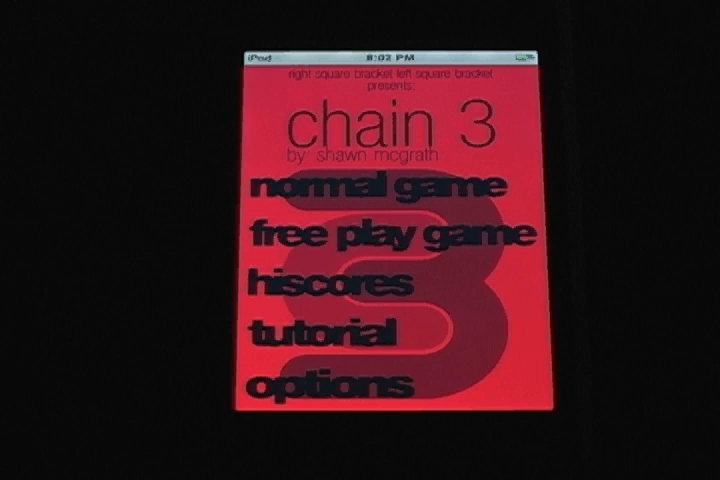 iPod 8:02 PM
right square bracket left square bracket
presents:
chain 3
by: shawn mcgrath
normal game
free play game
hiscores
tutorial
options